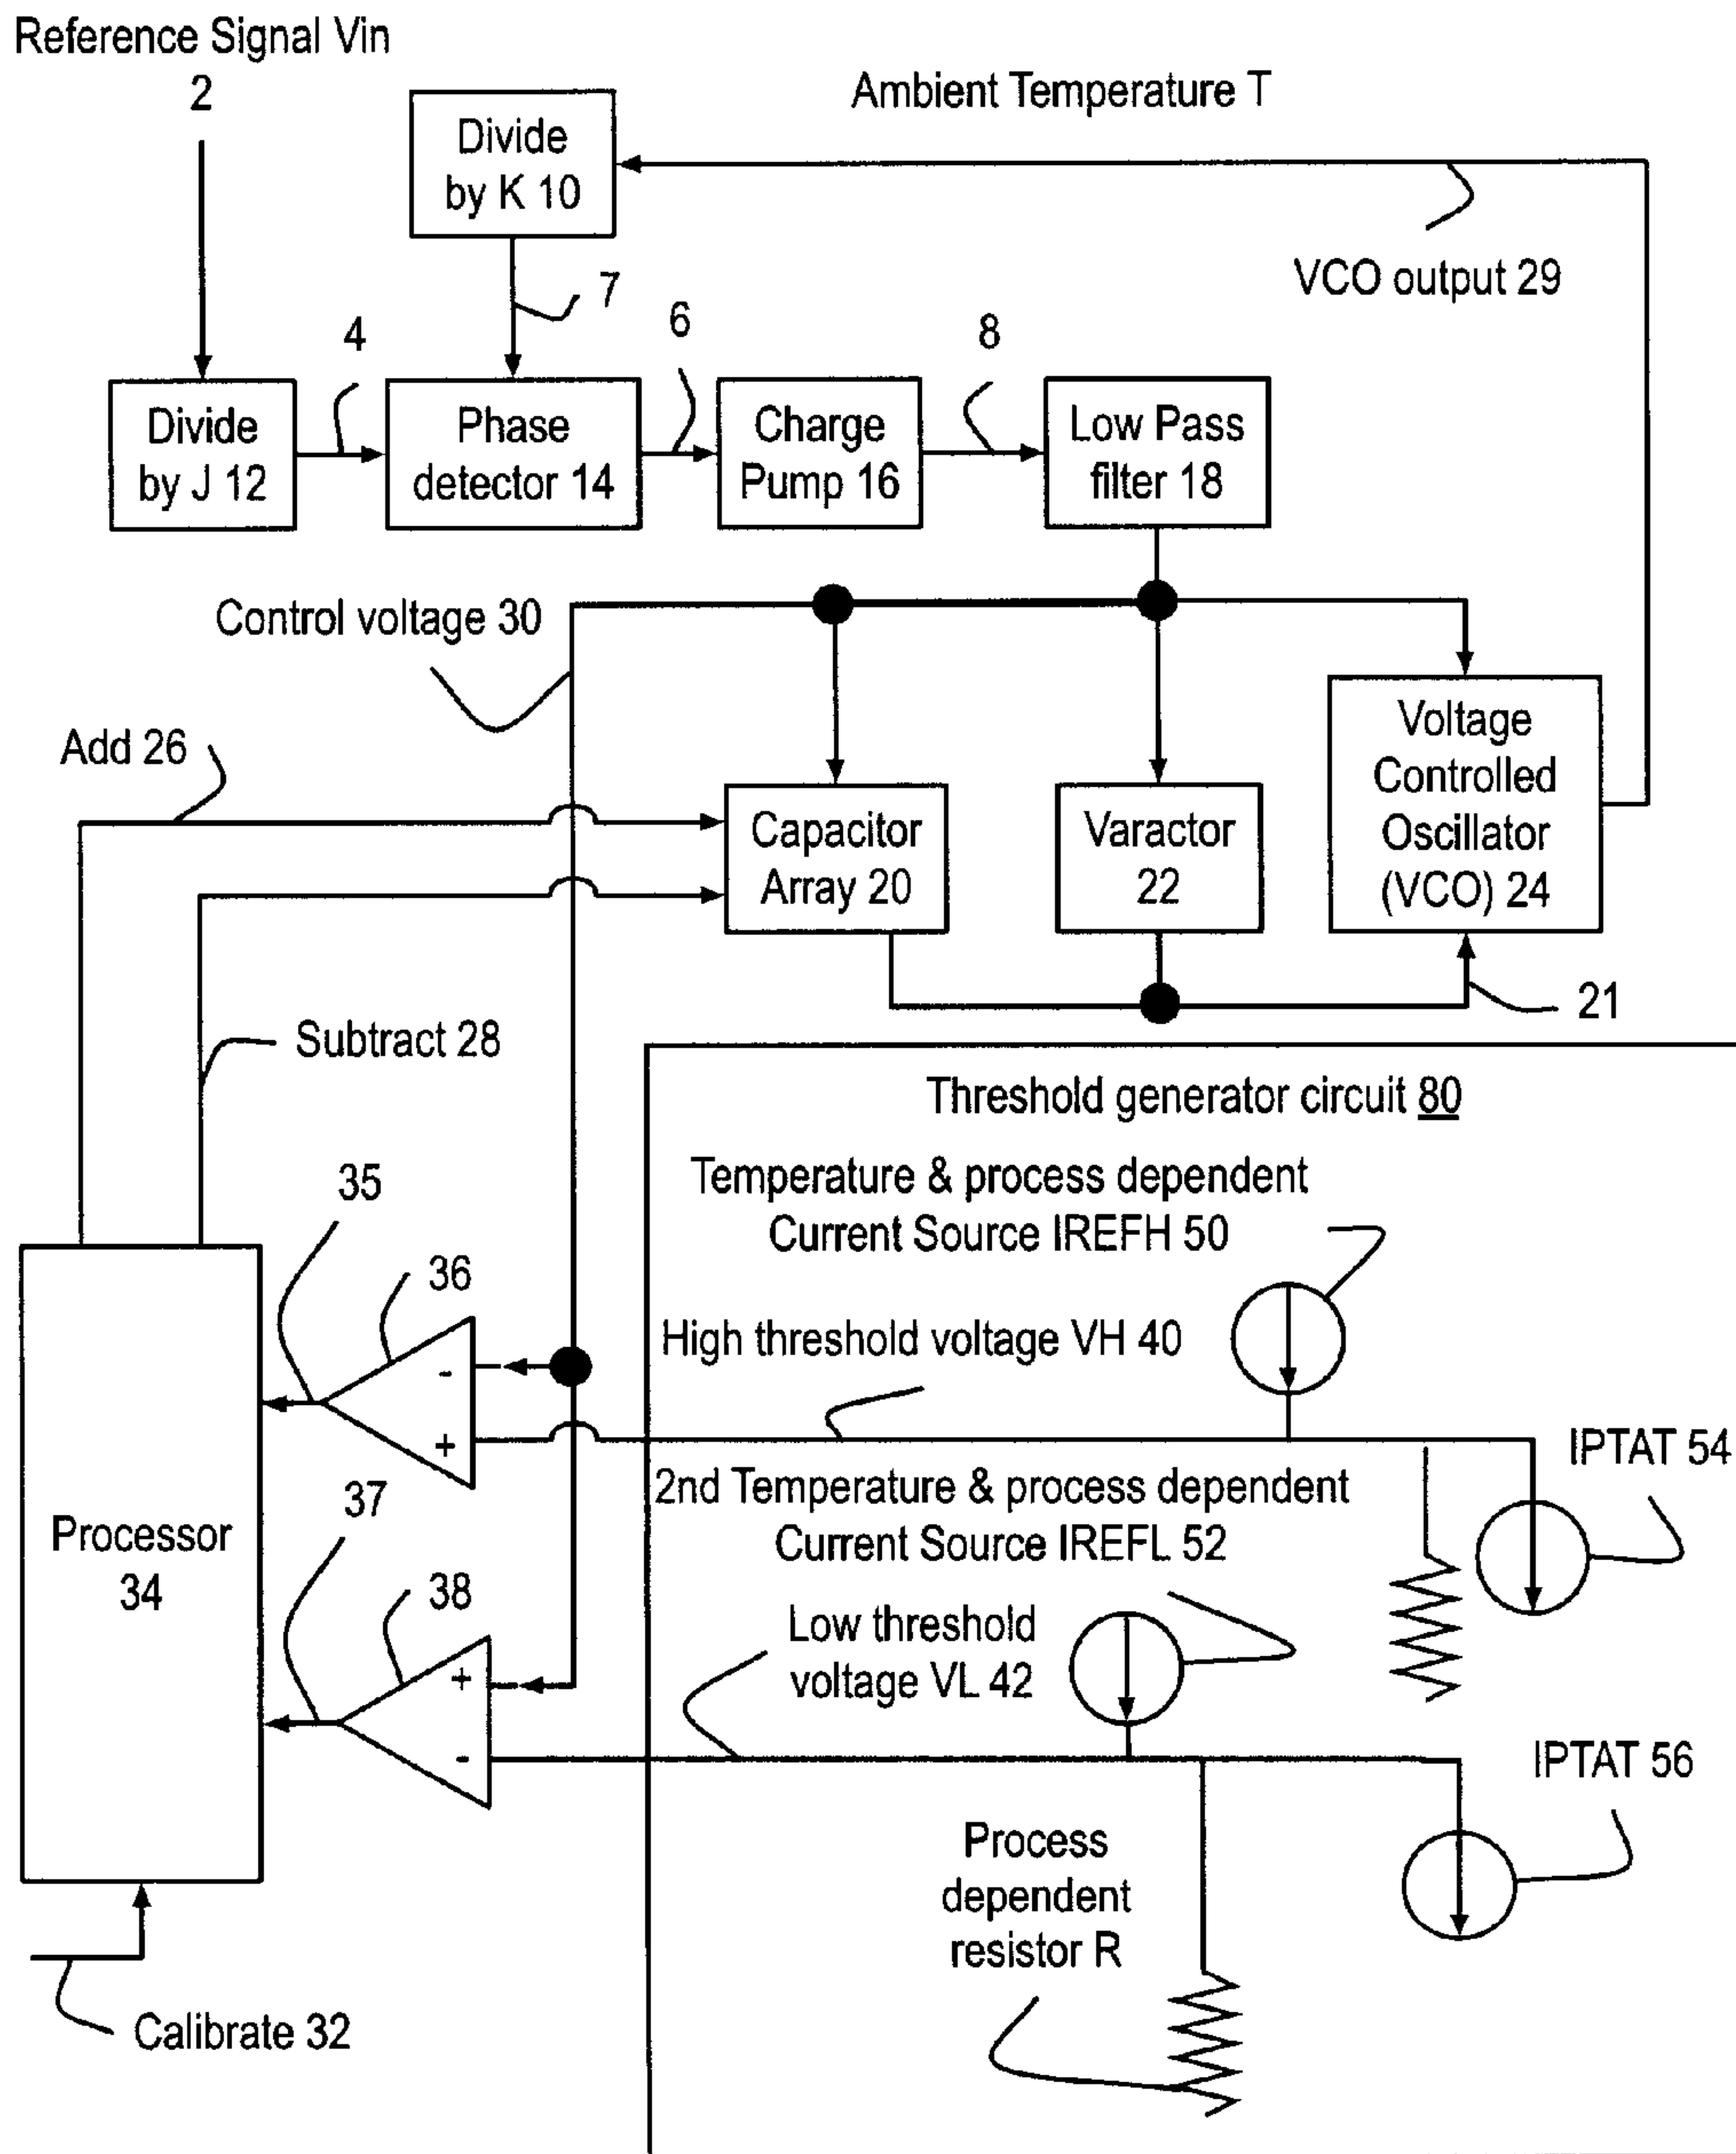 Reference Signal Vin
2
Ambient Temperature T
Divide
by K 10
VCO output 29
7
4
6
8
Divide
by J 12
Phase
detector 14
Charge
Pump 16
Low Pass
filter 18
Control voltage 30
Add 26
Capacitor
Array 20
Varactor
22
Voltage
Controlled
Oscillator
(VCO) 24
21
Subtract 28
Threshold generator circuit 80
Temperature & process dependent
Current Source IREFH 50
35
36
High threshold voltage VH 40
-
+
IPTAT 54
2nd Temperature & process dependent
Current Source IREFL 52
37
38
Processor
34
Low threshold
voltage VL 42
+
-
IPTAT 56
Process
dependent
resistor R
Calibrate 32